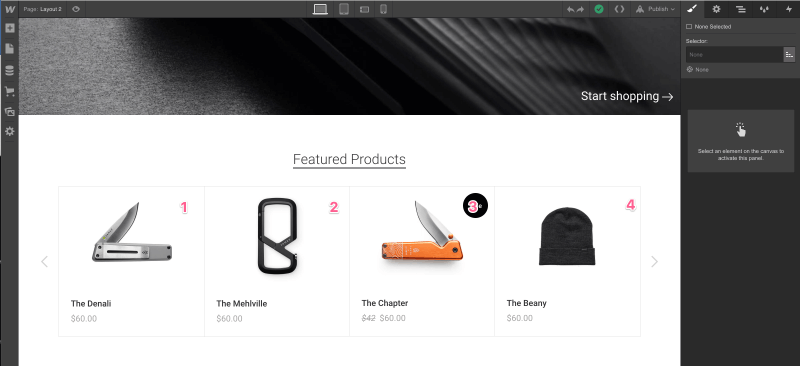 W Page: Layout 2
Publish
None Selected
Selector:
None
None
Select an element on the canvas to
activate this panel.
Start shopping →
Featured Products
1
2
3
4
The Denali
$60.00
The Mehlville
$60.00
The Chapter
$42 $60.00
The Beany
$60.00